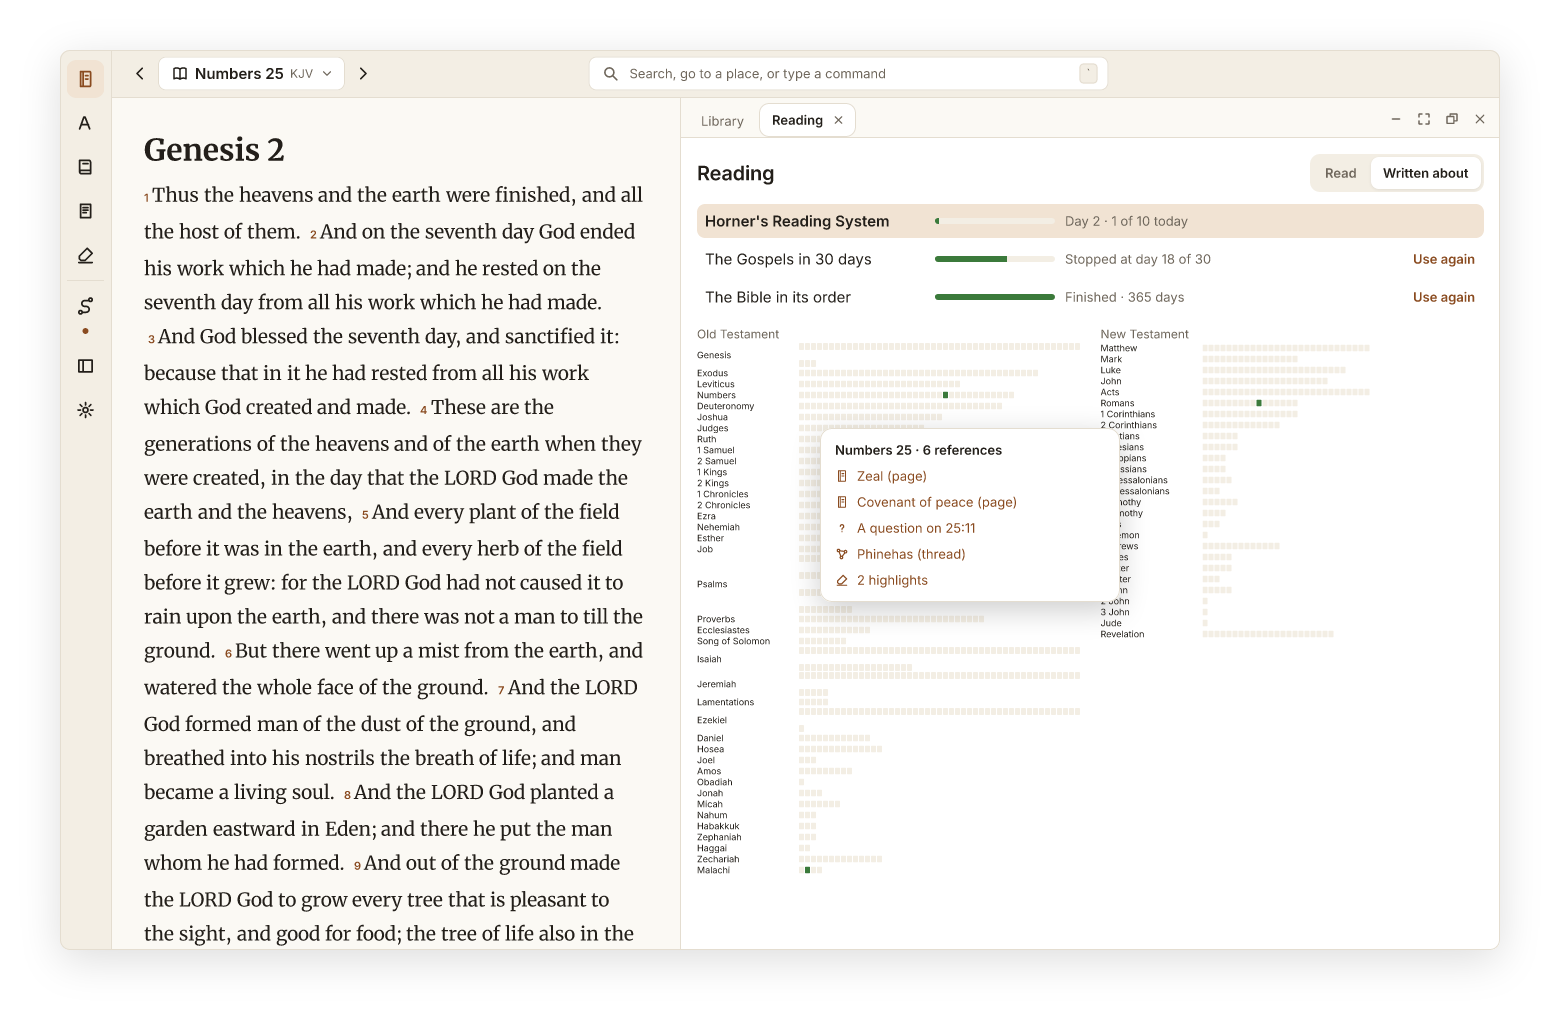 Numbers 25 KJV
Search, go to a place, or type a command
Genesis 2
1 Thus the heavens and the earth were finished, and all
the host of them. 2 And on the seventh day God ended
his work which he had made; and he rested on the
seventh day from all his work which he had made.
3 And God blessed the seventh day, and sanctified it:
because that in it he had rested from all his work
which God created and made. 4 These are the
generations of the heavens and of the earth when they
were created, in the day that the LORD God made the
earth and the heavens, 5 And every plant of the field
before it was in the earth, and every herb of the field
before it grew: for the LORD God had not caused it to
rain upon the earth, and there was not a man to till the
ground. 6 But there went up a mist from the earth, and
watered the whole face of the ground. 7 And the LORD
God formed man of the dust of the ground, and
breathed into his nostrils the breath of life; and man
became a living soul. 8 And the LORD God planted a
garden eastward in Eden; and there he put the man
whom he had formed. 9 And out of the ground made
the LORD God to grow every tree that is pleasant to
the sight, and good for food; the tree of life also in the
Library
Reading
Reading
Read
Written about
Horner's Reading System
Day 2 · 1 of 10 today
The Gospels in 30 days
Stopped at day 18 of 30
Use again
The Bible in its order
Finished · 365 days
Use again
Old Testament
Genesis
Exodus
Leviticus
Numbers
Deuteronomy
Joshua
Judges
Ruth
1 Samuel
2 Samuel
1 Kings
2 Kings
1 Chronicles
2 Chronicles
Ezra
Nehemiah
Esther
Job
Psalms
Proverbs
Ecclesiastes
Song of Solomon
Isaiah
Jeremiah
Lamentations
Ezekiel
Daniel
Hosea
Joel
Amos
Obadiah
Jonah
Micah
Nahum
Habakkuk
Zephaniah
Haggai
Zechariah
Malachi
Numbers 25 · 6 references
Zeal (page)
Covenant of peace (page)
? A question on 25:11
Phinehas (thread)
2 highlights
New Testament
Matthew
Mark
Luke
John
Acts
Romans
1 Corinthians
2 Corinthians
3 John
Jude
Revelation